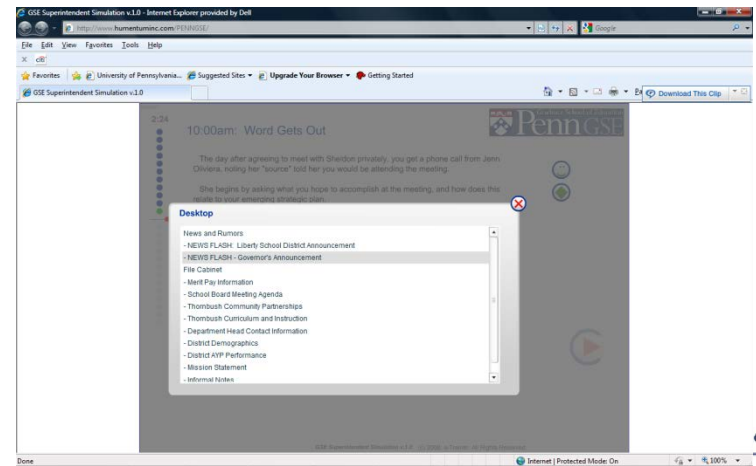 GSE Superintendent Simulation v.1.0 - Internet Explorer provided by Dell
http://www.humentuminc.com/PENNGSE/
Google
File Edit View Favorites Tools Help
x
Favorites University of Pennsylvania... Suggested Sites Upgrade Your Browser Getting Started
GSE Superintendent Simulation v.1.0
Download This Clip
2:24
10:00am: Word Gets Out
Penn GSE
The day after agreeing to meet with Sheldon privately, you get a phone call from Jenn
Oliviera, noting her "source" told her you would be attending the meeting.
She begins by asking what you hope to accomplish at the meeting, and how does this
relate to your emerging strategic plan.
Desktop
News and Rumors
- NEWS FLASH: Liberty School District Announcement
- NEWS FLASH - Governor's Announcement
File Cabinet
- Merit Pay Information
- School Board Meeting Agenda
- Thornbush Community Partnerships
- Thornbush Curriculum and Instruction
- Department Head Contact Information
- District Demographics
- District AYP Performance
- Mission Statement
- Informal Notes
GSE Superintendent Simulation v.1.0
Done
Internet | Protected Mode: On
100%